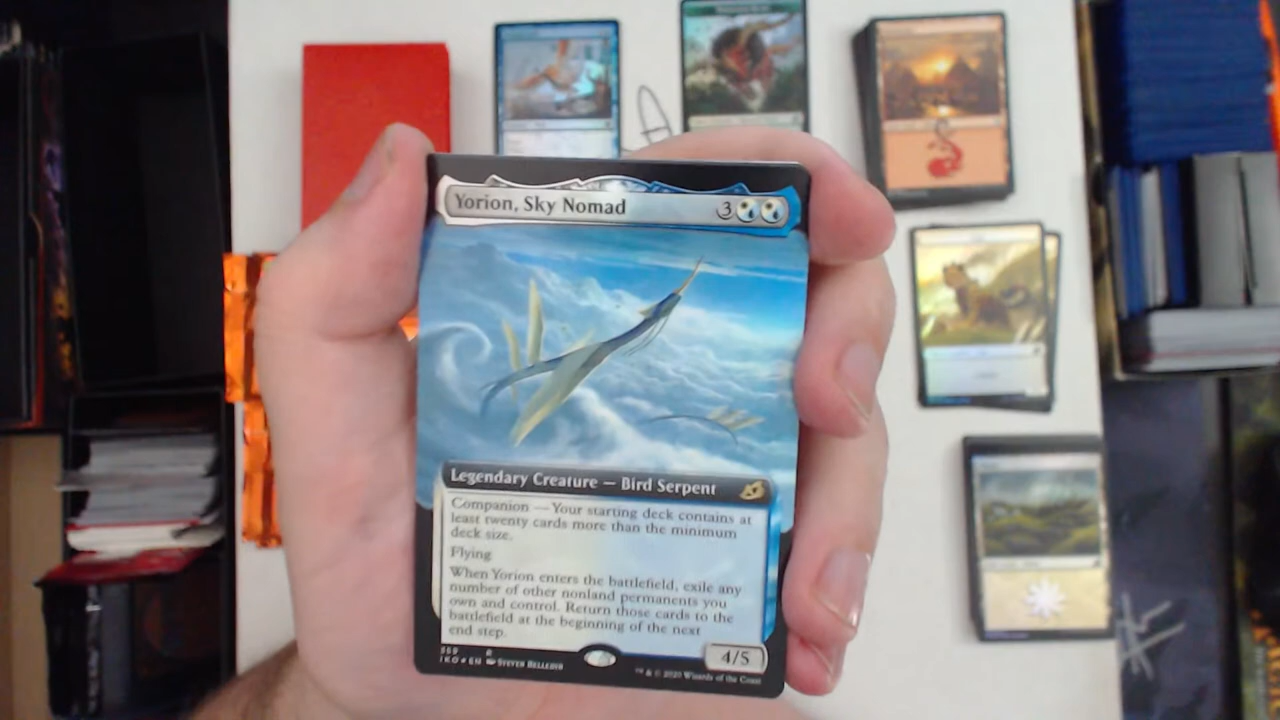 Yorion, Sky Nomad 3
Legendary Creature — Bird Serpent
Companion — Your starting deck contains at
least twenty cards more than the minimum
deck size.
Flying
When Yorion enters the battlefield, exile any
number of other nonland permanents you
own and control. Return those cards to the
battlefield at the beginning of the next
end step.
4/5
R
IKO EN STEVEN BELLEDIN
™ & © 2020 Wizards of the Coast